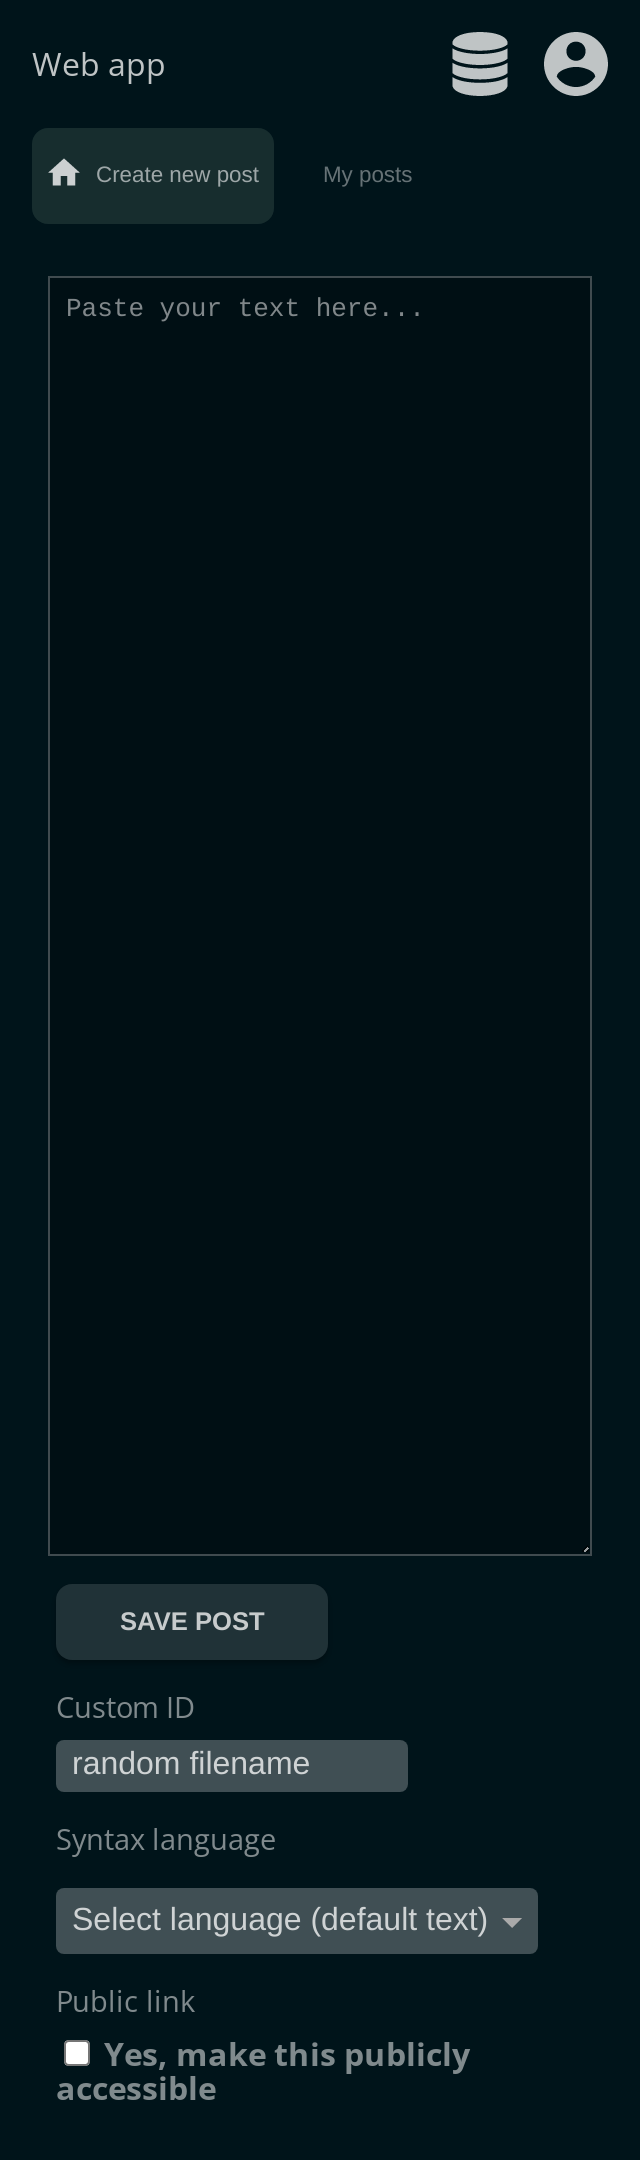 Web app
Create new post
My posts
Paste your text here...
SAVE POST
Custom ID
random filename
Syntax language
Select language (default text)
Public link
Yes, make this publicly
accessible